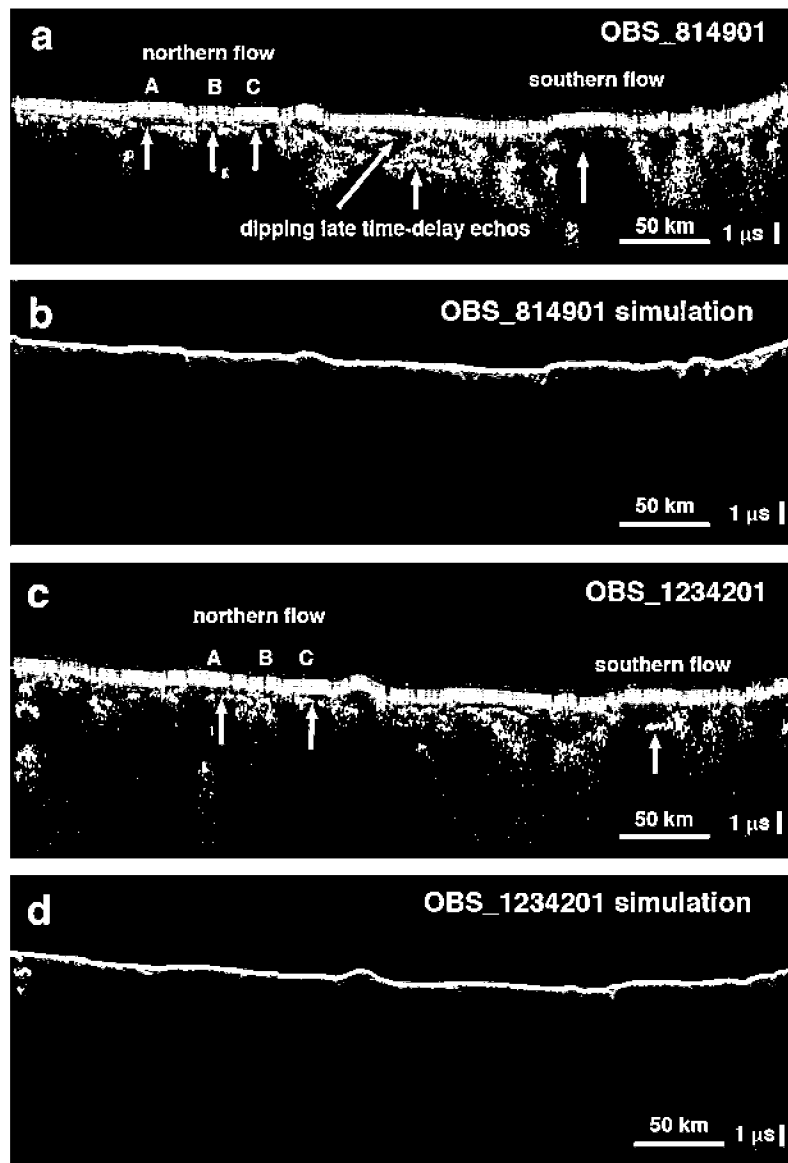 a
OBS_814901
northern flow
southern flow
A B C
dipping late time-delay echos
50 km
1 μs
b
OBS_814901 simulation
50 km
1 μs
c
OBS_1234201
northern flow
A B C
southern flow
50 km
1 μs
d
OBS_1234201 simulation
50 km
1 μs